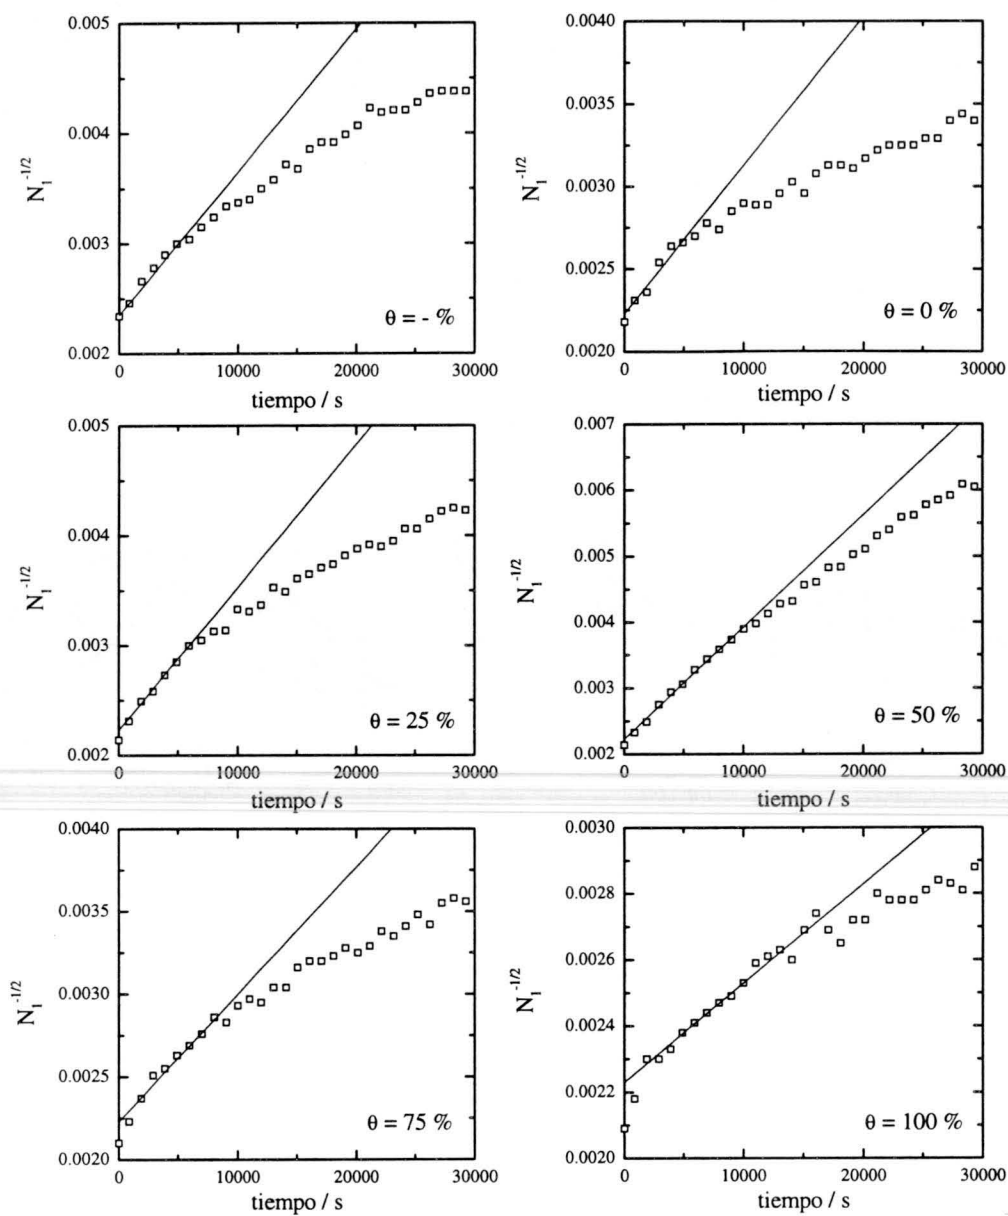 0.005
0.004
0.003
0.002
N₁⁻¹/²
0 10000 20000 30000
tiempo / s
θ = - %
0.0040
0.0035
0.0030
0.0025
0.0020
N₁⁻¹/²
0 10000 20000 30000
tiempo / s
θ = 0 %
0.005
0.004
0.003
0.002
N₁⁻¹/²
0 10000 20000 30000
tiempo / s
θ = 25 %
0.007
0.006
0.005
0.004
0.003
0.002
N₁⁻¹/²
0 10000 20000 30000
tiempo / s
θ = 50 %
0.0040
0.0035
0.0030
0.0025
0.0020
N₁⁻¹/²
0 10000 20000 30000
tiempo / s
θ = 75 %
0.0030
0.0028
0.0026
0.0024
0.0022
0.0020
N₁⁻¹/²
0 10000 20000 30000
tiempo / s
θ = 100 %